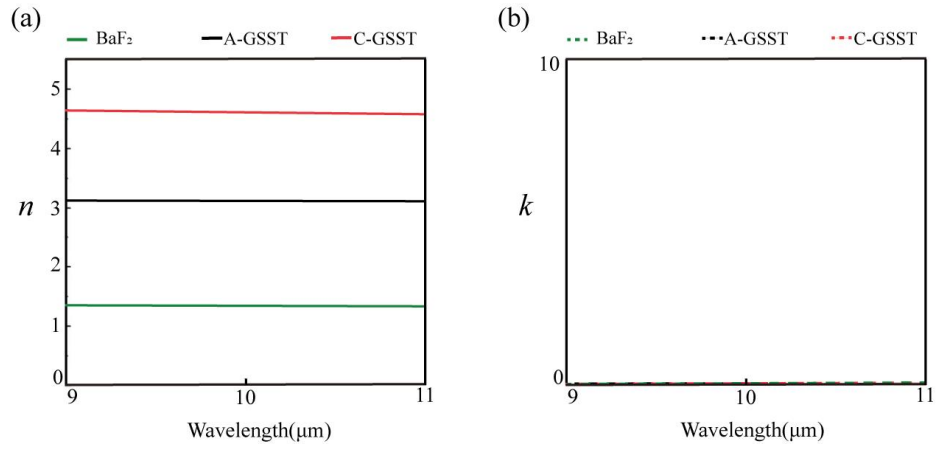 (a)
BaF₂ A-GSST C-GSST
5
4
n
3
2
1
0
9 10 11
Wavelength(μm)
(b)
BaF₂ A-GSST C-GSST
10
k
0
9 10 11
Wavelength(μm)